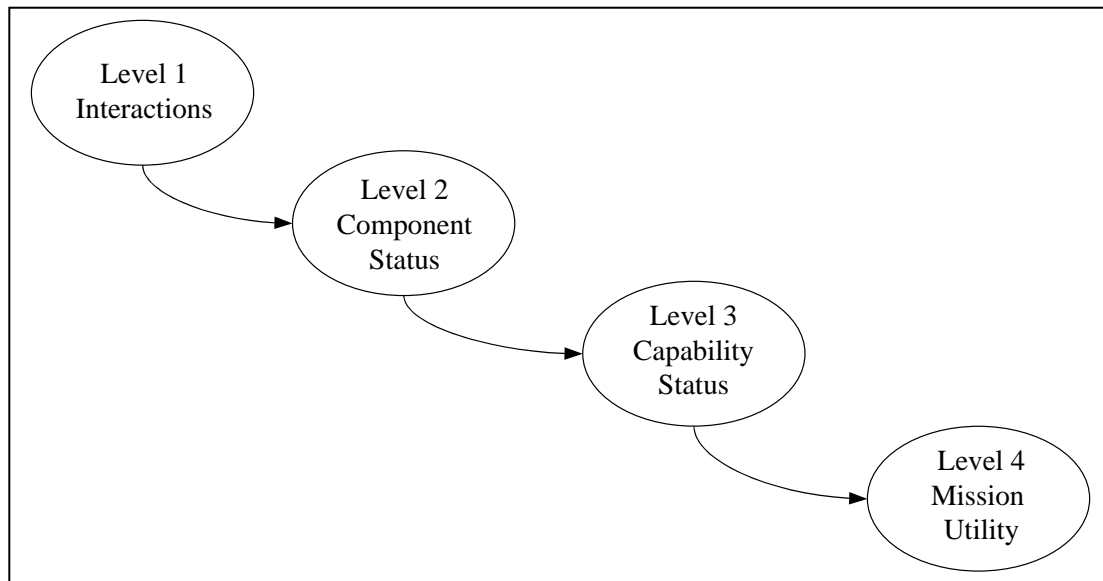 Level 1
Interactions
Level 2
Component
Status
Level 3
Capability
Status
Level 4
Mission
Utility